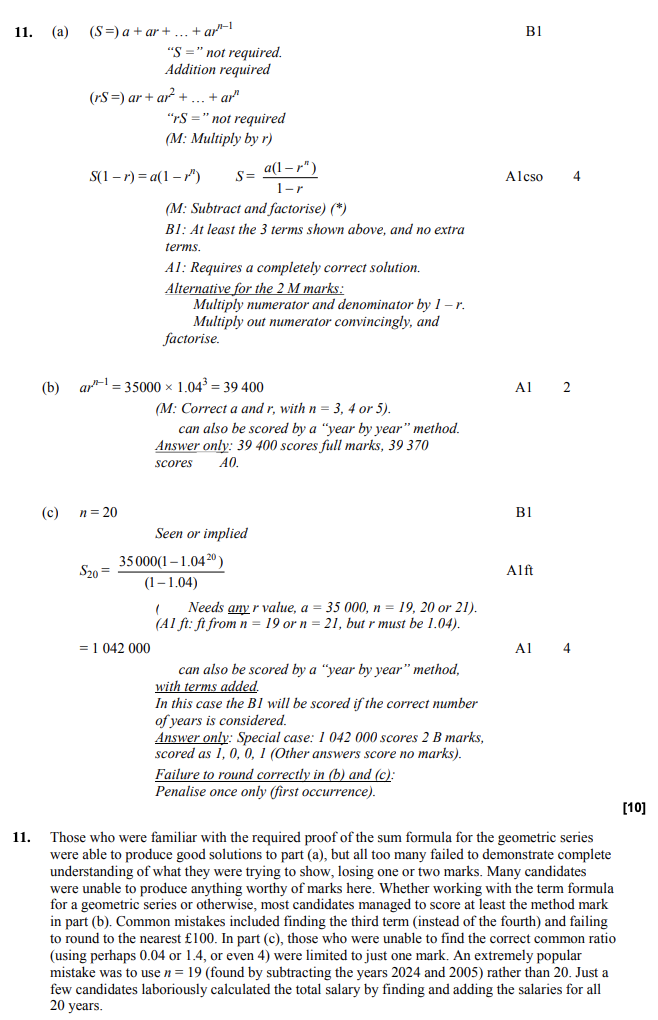 11. (a) (S =) a + ar + … + arⁿ⁻¹ B1
“S =” not required.
Addition required
(rS =) ar + ar² + … + arⁿ
“rS =” not required
(M: Multiply by r)
S(1 – r) = a(1 – rⁿ) S = a(1 – rⁿ) / 1 – r A1cso 4
(M: Subtract and factorise) (*)
B1: At least the 3 terms shown above, and no extra
terms.
A1: Requires a completely correct solution.
Alternative for the 2 M marks:
Multiply numerator and denominator by 1 – r.
Multiply out numerator convincingly, and
factorise.
(b) arⁿ⁻¹ = 35000 × 1.04³ = 39 400 A1 2
(M: Correct a and r, with n = 3, 4 or 5).
can also be scored by a “year by year” method.
Answer only: 39 400 scores full marks, 39 370
scores A0.
(c) n = 20 B1
Seen or implied
S₂₀ = 35000(1 – 1.04²⁰) / (1 – 1.04) A1ft
( Needs any r value, a = 35 000, n = 19, 20 or 21).
(A1 ft: ft from n = 19 or n = 21, but r must be 1.04).
= 1 042 000 A1 4
can also be scored by a “year by year” method,
with terms added.
In this case the B1 will be scored if the correct number
of years is considered.
Answer only: Special case: 1 042 000 scores 2 B marks,
scored as 1, 0, 0, 1 (Other answers score no marks).
Failure to round correctly in (b) and (c):
Penalise once only (first occurrence).
[10]
11. Those who were familiar with the required proof of the sum formula for the geometric series
were able to produce good solutions to part (a), but all too many failed to demonstrate complete
understanding of what they were trying to show, losing one or two marks. Many candidates
were unable to produce anything worthy of marks here. Whether working with the term formula
for a geometric series or otherwise, most candidates managed to score at least the method mark
in part (b). Common mistakes included finding the third term (instead of the fourth) and failing
to round to the nearest £100. In part (c), those who were unable to find the correct common ratio
(using perhaps 0.04 or 1.4, or even 4) were limited to just one mark. An extremely popular
mistake was to use n = 19 (found by subtracting the years 2024 and 2005) rather than 20. Just a
few candidates laboriously calculated the total salary by finding and adding the salaries for all
20 years.